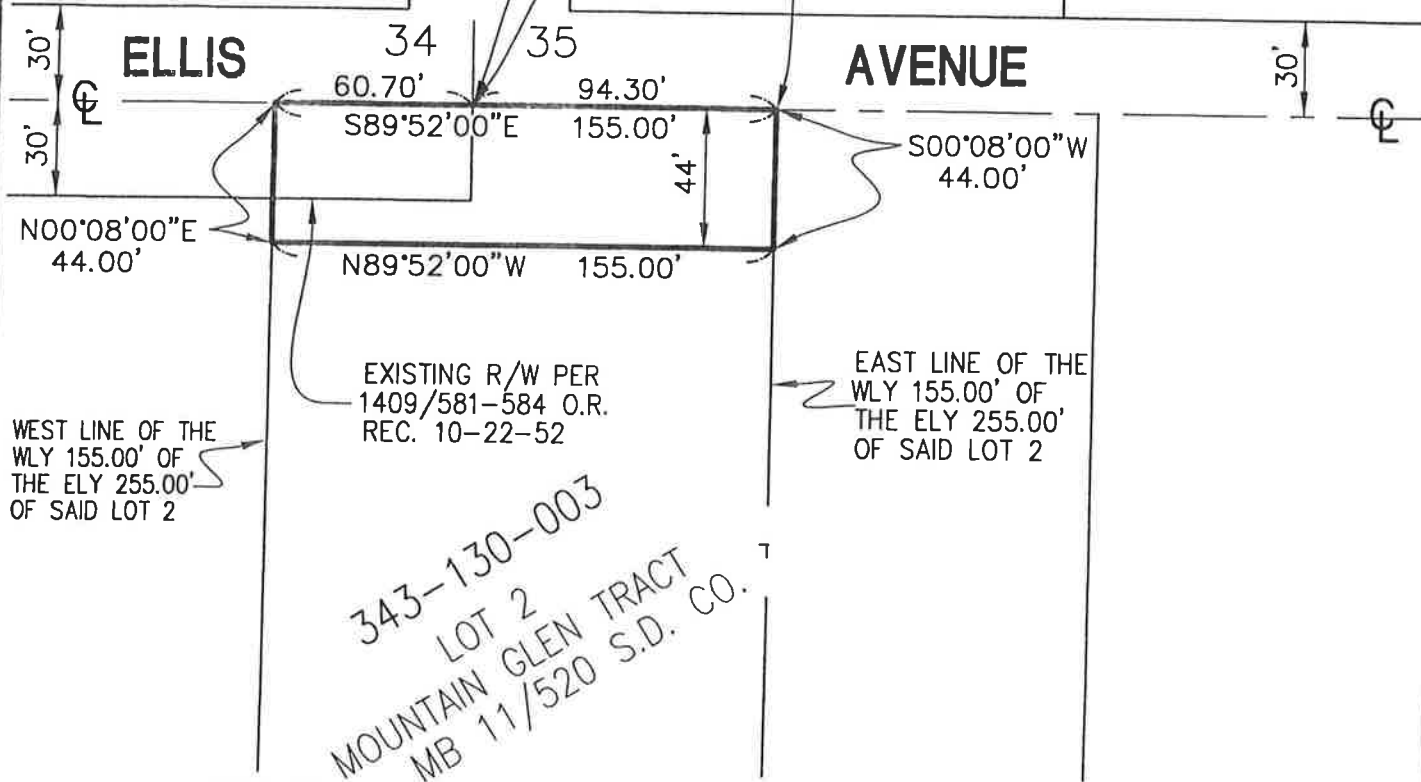 30'
ELLIS
34
35
AVENUE
30'
60.70'
94.30'
℄
S89°52'00"E
155.00'
℄
30'
44'
S00°08'00"W
44.00'
N00°08'00"E
44.00'
N89°52'00"W
155.00'
EXISTING R/W PER
1409/581-584 O.R.
REC. 10-22-52
EAST LINE OF THE
WLY 155.00' OF
THE ELY 255.00'
OF SAID LOT 2
WEST LINE OF THE
WLY 155.00' OF
THE ELY 255.00'
OF SAID LOT 2
343-130-003
LOT 2
MOUNTAIN GLEN TRACT
MB 11/520 S.D. CO.